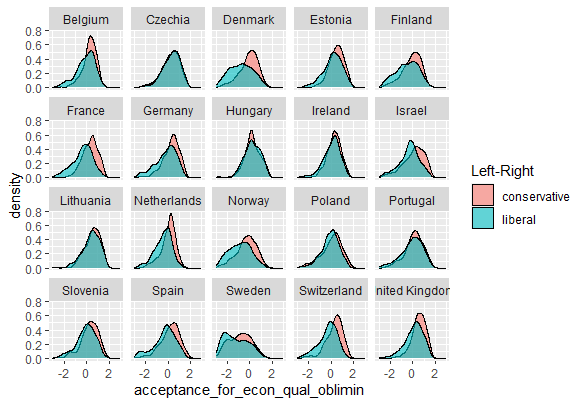 Belgium Czechia Denmark Estonia Finland
0.8
0.6
0.4
0.2
0.0
France Germany Hungary Ireland Israel
0.8
0.6
0.4
0.2
0.0
Lithuania Netherlands Norway Poland Portugal
0.8
0.6
0.4
0.2
0.0
Slovenia Spain Sweden Switzerland nited Kingdon
0.8
0.6
0.4
0.2
0.0
-2 0 2 -2 0 2 -2 0 2 -2 0 2 -2 0 2
density
acceptance_for_econ_qual_oblimin
Left-Right
conservative
liberal